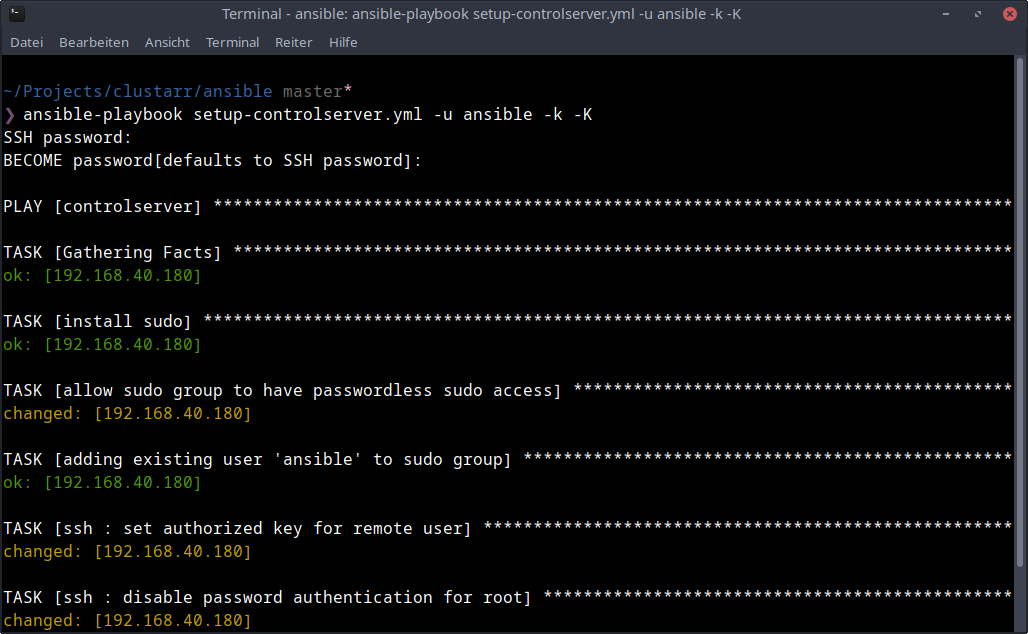 Terminal - ansible: ansible-playbook setup-controlserver.yml -u ansible -k -K
Datei Bearbeiten Ansicht Terminal Reiter Hilfe
~/Projects/clustarr/ansible master*
❯ ansible-playbook setup-controlserver.yml -u ansible -k -K
SSH password:
BECOME password[defaults to SSH password]:
PLAY [controlserver] ********************************************************************************
TASK [Gathering Facts] ******************************************************************************
ok: [192.168.40.180]
TASK [install sudo] *********************************************************************************
ok: [192.168.40.180]
TASK [allow sudo group to have passwordless sudo access] ********************************************
changed: [192.168.40.180]
TASK [adding existing user 'ansible' to sudo group] *************************************************
ok: [192.168.40.180]
TASK [ssh : set authorized key for remote user] *****************************************************
changed: [192.168.40.180]
TASK [ssh : disable password authentication for root] ***********************************************
changed: [192.168.40.180]